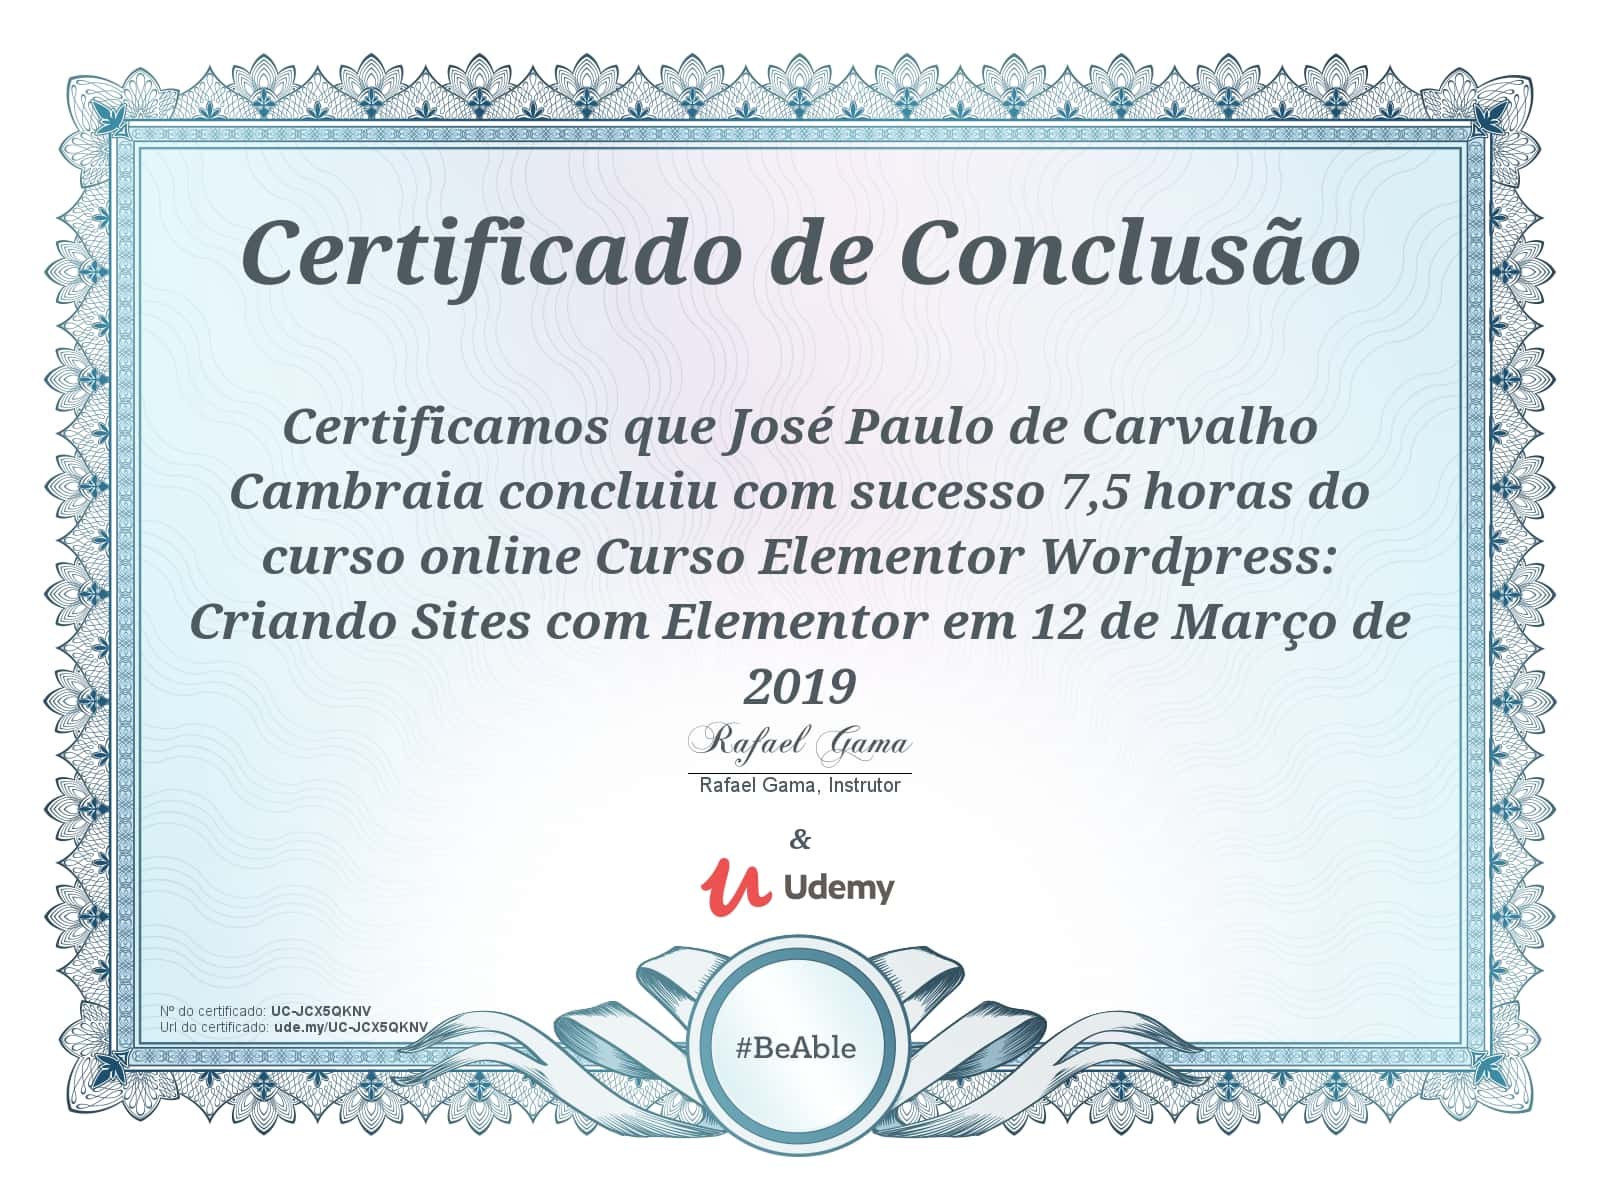 Certificado de Conclusão
Certificamos que José Paulo de Carvalho
Cambraia concluiu com sucesso 7,5 horas do
curso online Curso Elementor Wordpress:
Criando Sites com Elementor em 12 de Março de
2019
Rafael Gama
Rafael Gama, Instrutor
&
Udemy
Nº do certificado: UC-JCX5QKNV
Url do certificado: ude.my/UC-JCX5QKNV
#BeAble